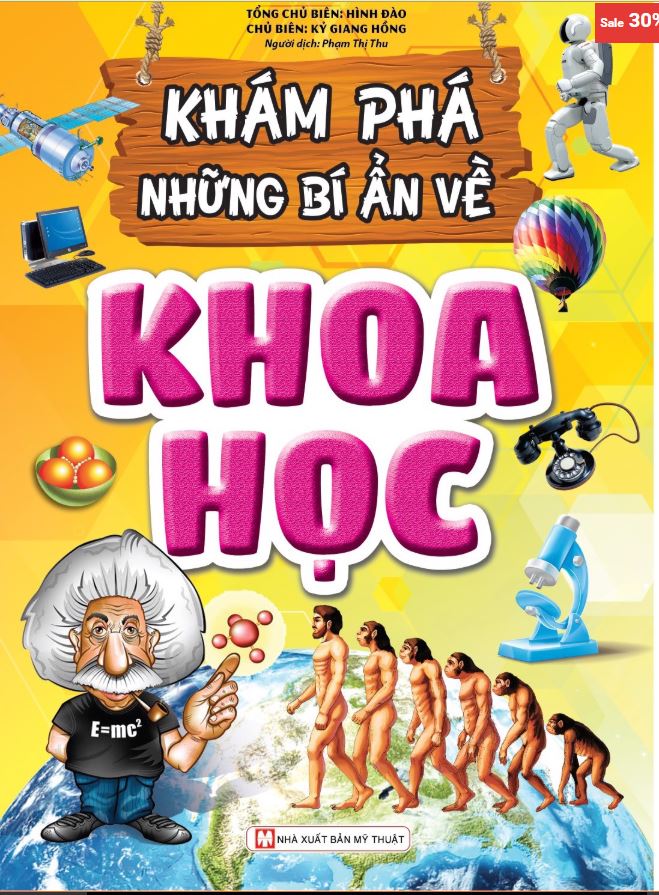 TỔNG CHỦ BIÊN: HÌNH ĐÀO
CHỦ BIÊN: KỶ GIANG HỒNG
Người dịch: Phạm Thị Thu
Sale 30%
KHÁM PHÁ
NHỮNG BÍ ẨN VỀ
KHOA
HỌC
E=mc²
NHÀ XUẤT BẢN MỸ THUẬT